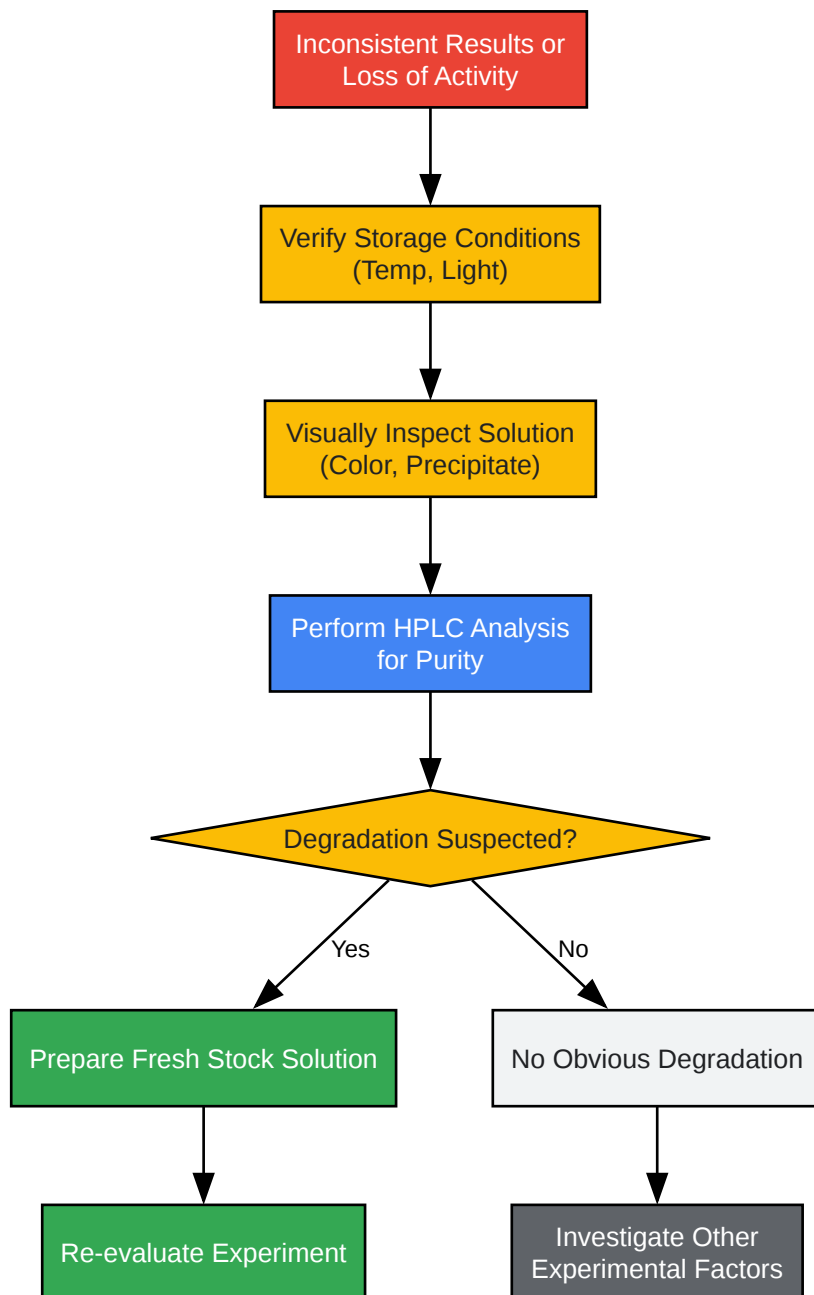 Inconsistent Results or
Loss of Activity
Verify Storage Conditions
(Temp, Light)
Visually Inspect Solution
(Color, Precipitate)
Perform HPLC Analysis
for Purity
Degradation Suspected?
Yes
No
Prepare Fresh Stock Solution
No Obvious Degradation
Re-evaluate Experiment
Investigate Other
Experimental Factors